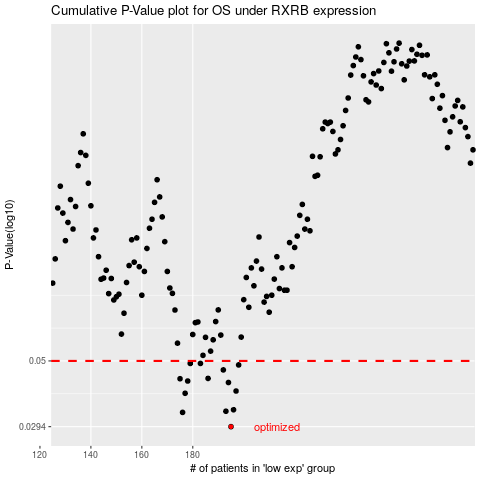 Cumulative P-Value plot for OS under RXRB expression
P-Value(log10)
0.05
0.0294
optimized
120 140 160 180
# of patients in 'low exp' group